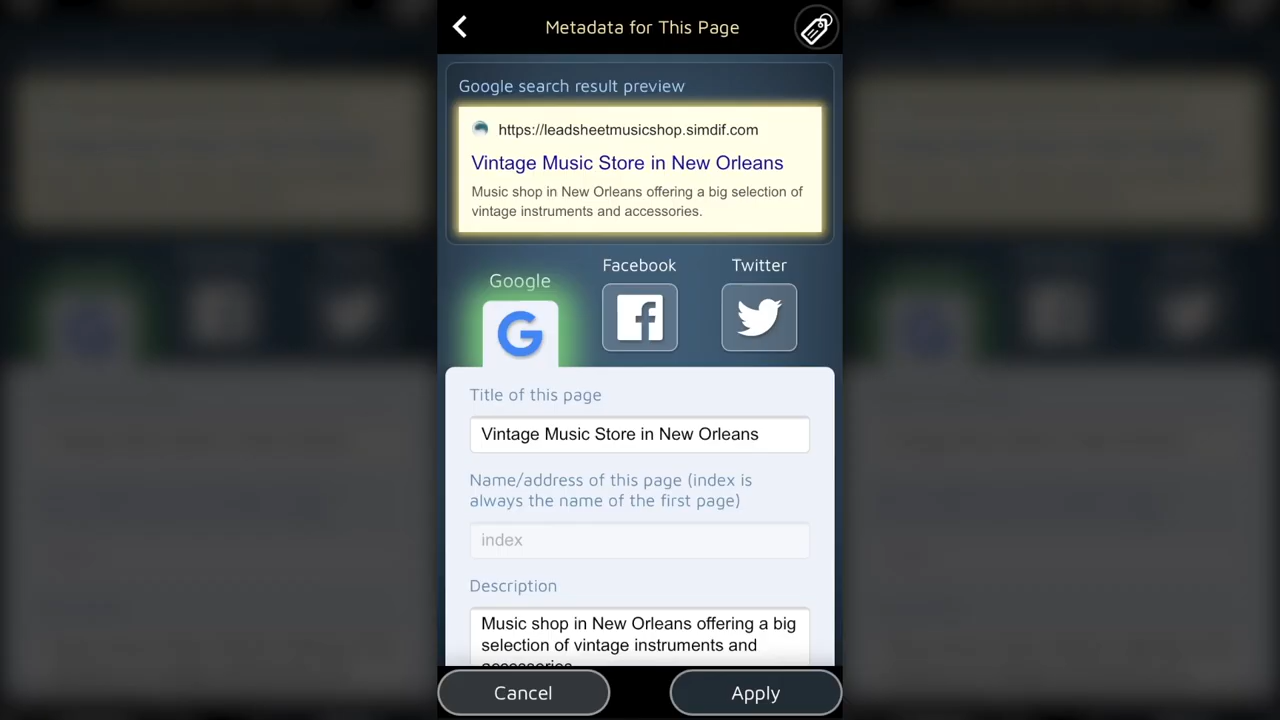 Metadata for This Page
Google search result preview
https://leadsheetmusicshop.simdif.com
Vintage Music Store in New Orleans
Music shop in New Orleans offering a big selection of
vintage instruments and accessories.
Google
Facebook
Twitter
Title of this page
Vintage Music Store in New Orleans
Name/address of this page (index is
always the name of the first page)
index
Description
Music shop in New Orleans offering a big
selection of vintage instruments and
accessories.
Cancel
Apply